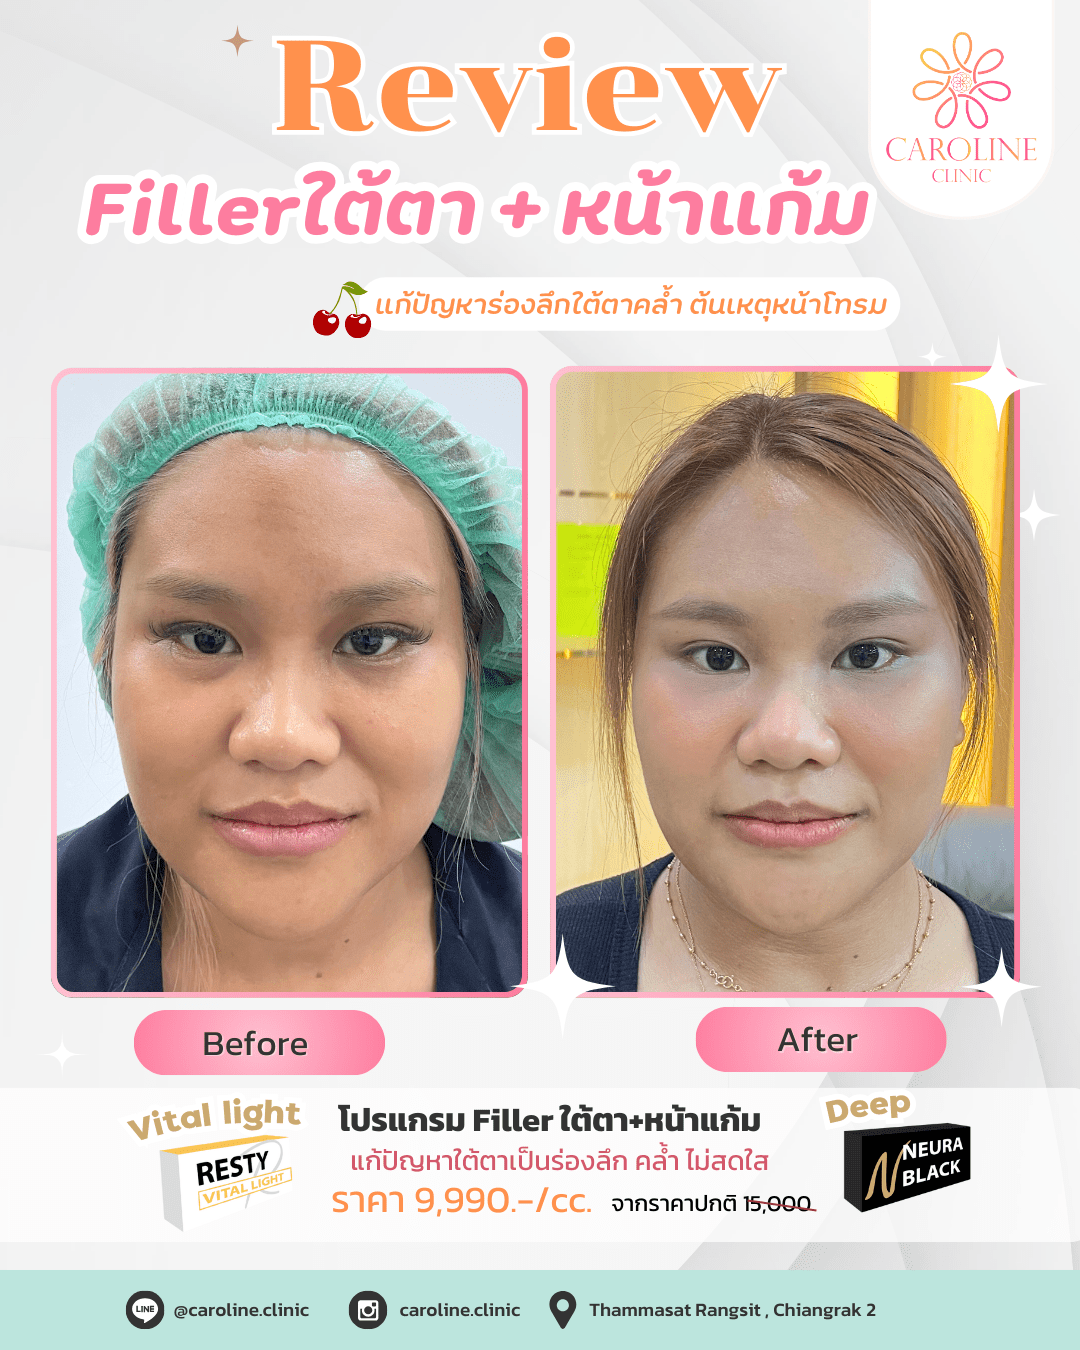 Review
CAROLINE
CLINIC
Fillerใต้ตา + หน้าแก้ม
แก้ปัญหาร่องลึกใต้ตาคล้ำ ต้นเหตุหน้าโทรม
Before
After
Vital light
RESTY
VITAL LIGHT
โปรแกรม Filler ใต้ตา+หน้าแก้ม
แก้ปัญหาใต้ตาเป็นร่องลึก คล้ำ ไม่สดใส
ราคา 9,990.-/cc. จากราคาปกติ 15,000
Deep
NEURA
BLACK
LINE @caroline.clinic caroline.clinic Thammasat Rangsit , Chiangrak 2